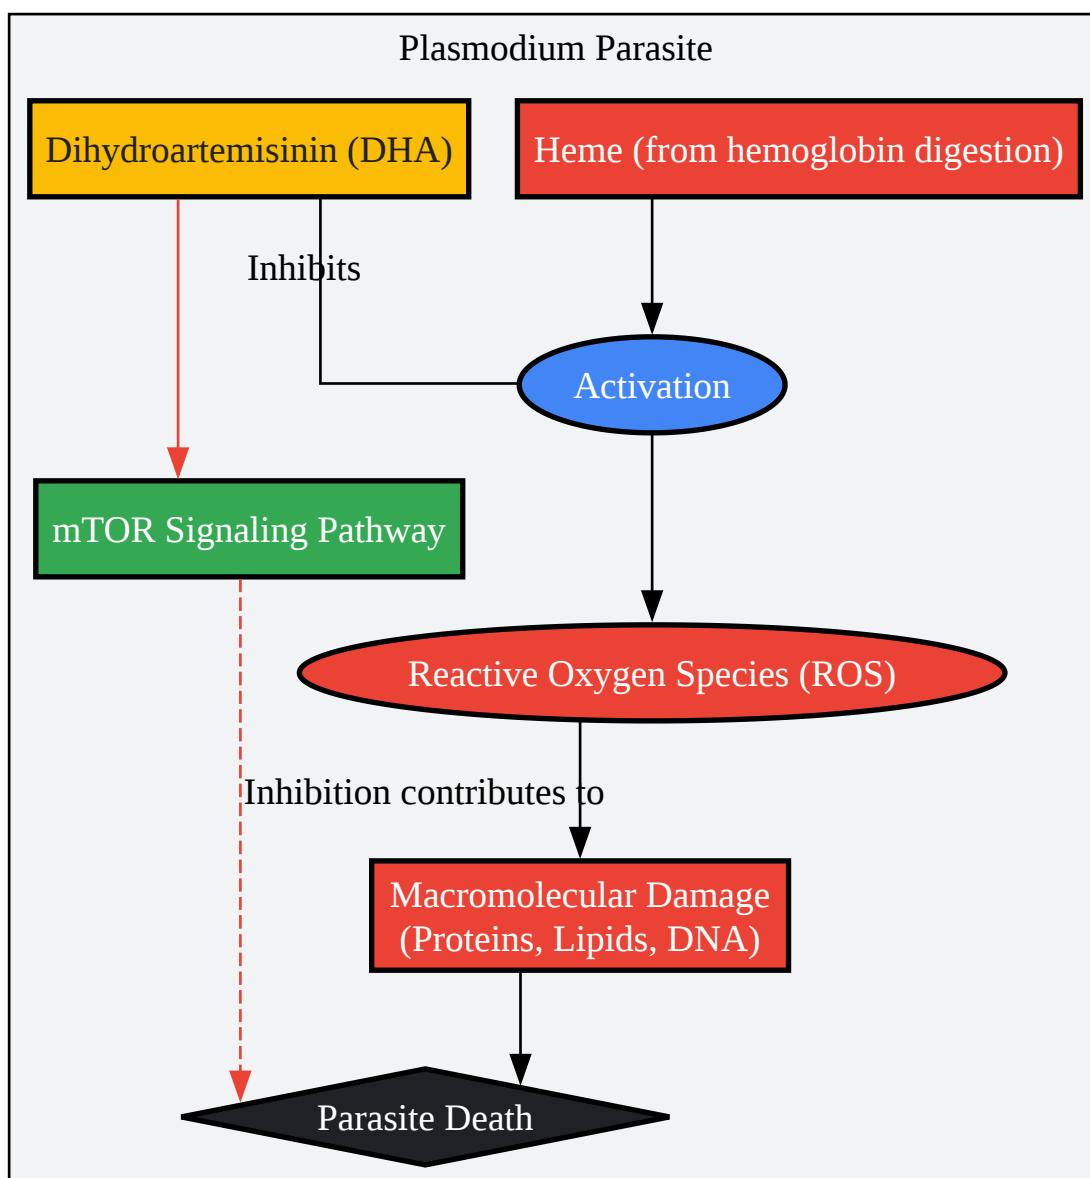 Plasmodium Parasite
Dihydroartemisinin (DHA)
Heme (from hemoglobin digestion)
Inhibits
Activation
mTOR Signaling Pathway
Reactive Oxygen Species (ROS)
Inhibition contributes to
Macromolecular Damage
(Proteins, Lipids, DNA)
Parasite Death